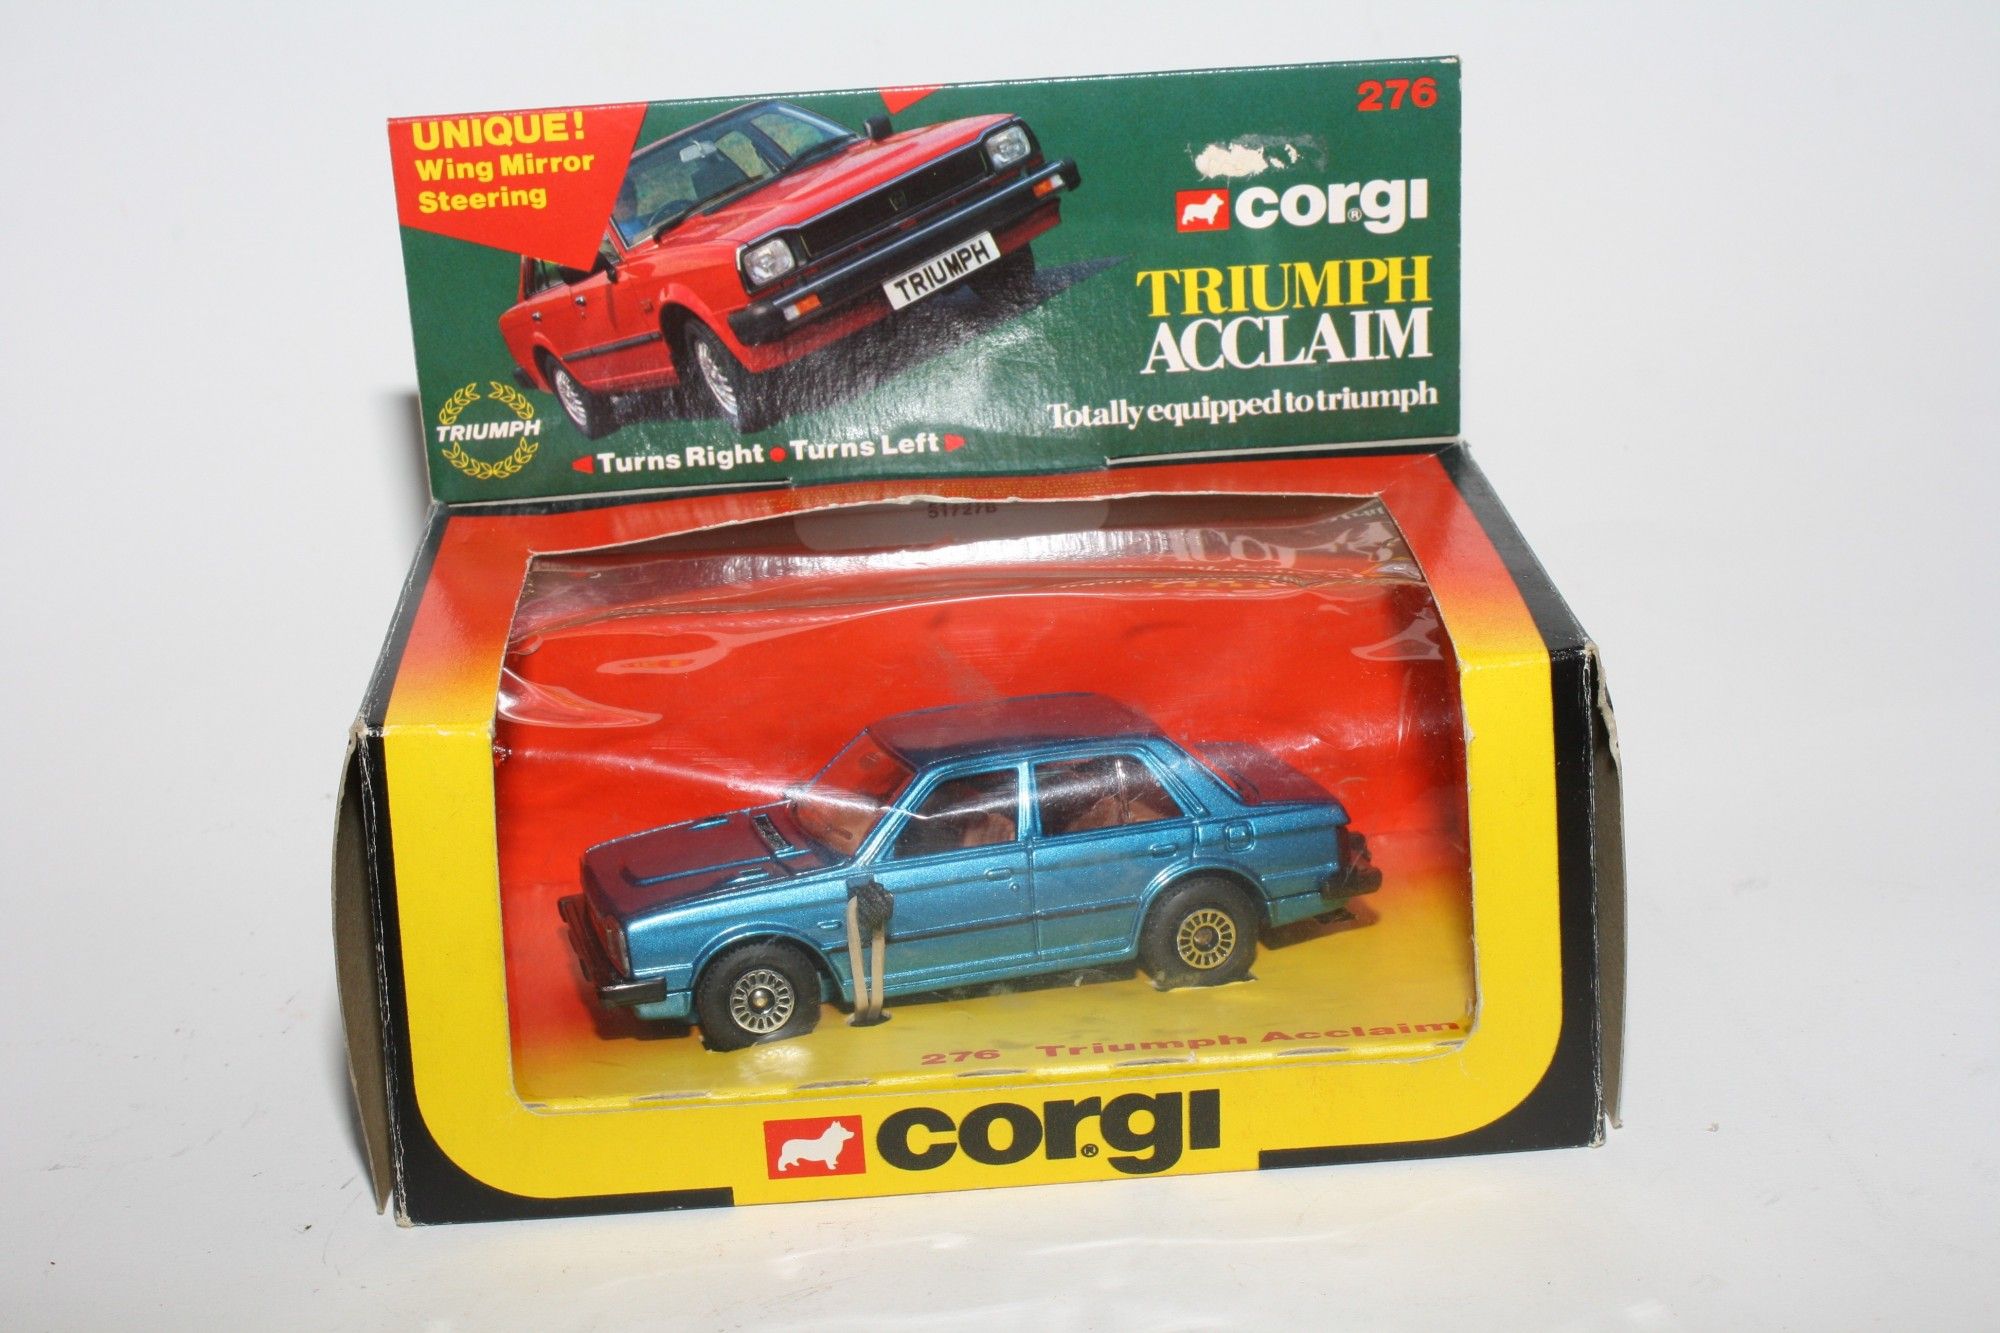 UNIQUE!
Wing Mirror
Steering
276
corgi®
TRIUMPH
ACCLAIM
Totally equipped to triumph
TRIUMPH
TRIUMPH
Turns Right • Turns Left
51727B
276 Triumph Acclaim
corgi®